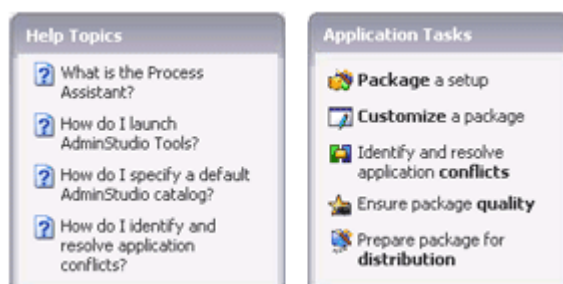 Help Topics
What is the Process
Assistant?
How do I launch
AdminStudio Tools?
How do I specify a default
AdminStudio catalog?
How do I identify and
resolve application
conflicts?
Application Tasks
Package a setup
Customize a package
Identify and resolve
application conflicts
Ensure package quality
Prepare package for
distribution